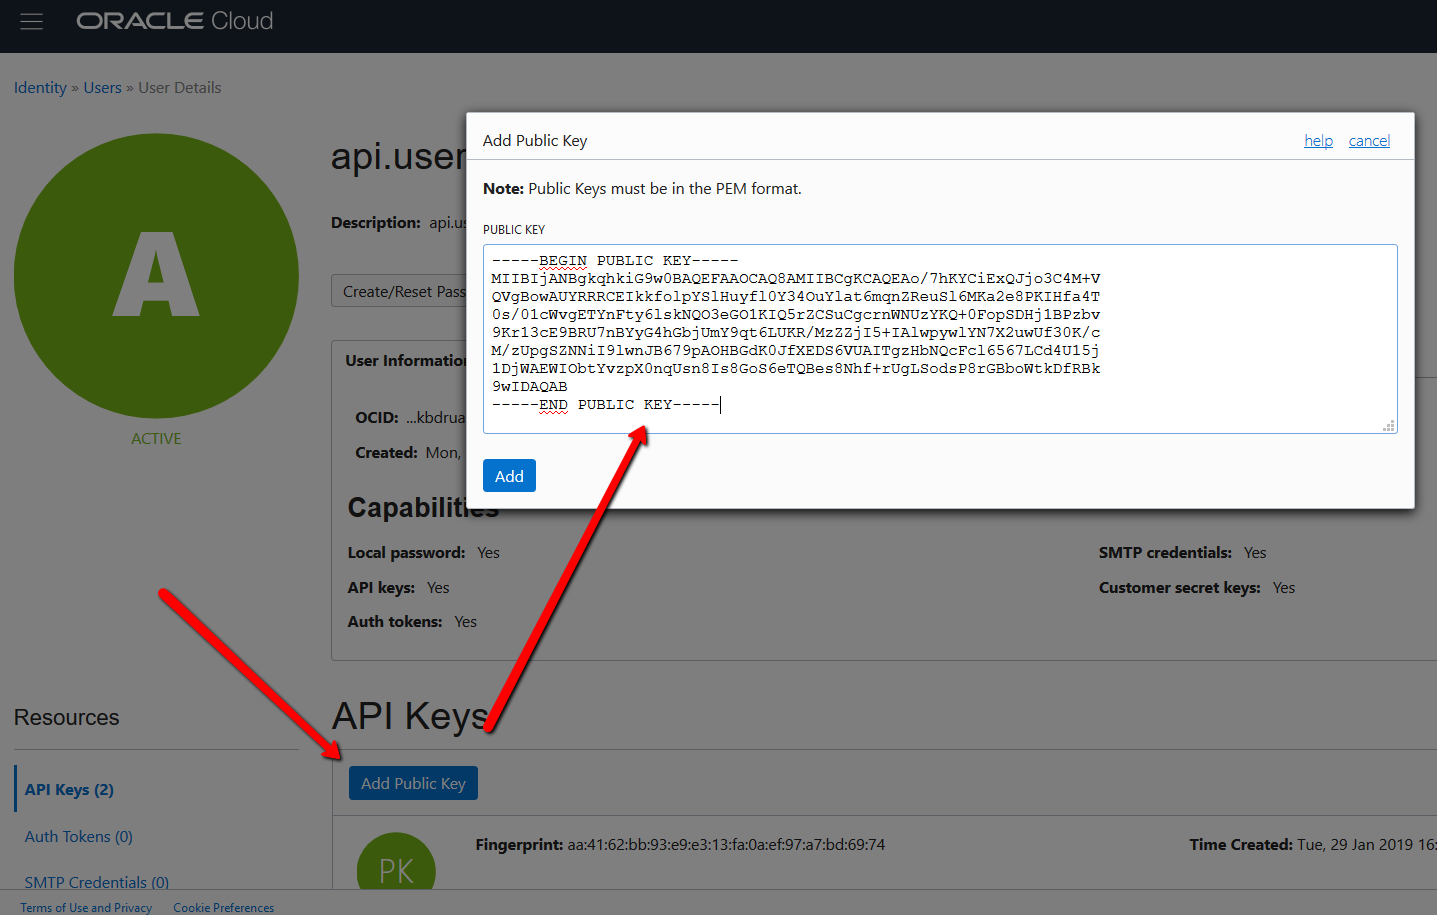 ORACLE Cloud
Identity » Users » User Details
A
ACTIVE
api.user
Description: api.us
Create/Reset Pass
User Information
OCID: ...kbdrua
Created: Mon,
Capabilities
Local password: Yes
API keys: Yes
Auth tokens: Yes
SMTP credentials: Yes
Customer secret keys: Yes
Add Public Key
help cancel
Note: Public Keys must be in the PEM format.
PUBLIC KEY
-----BEGIN PUBLIC KEY-----
MIIBIjANBgkqhkiG9w0BAQEFAAOCAQ8AMIIBCgKCAQEAo/7hKYCiExQJjo3C4M+V
QVgBowAUYRRRCEIkkfolpYSlHuyfl0Y34OuYlat6mqnZReuSl6MKa2e8PKIHfa4T
0s/01cWvgETYnFty6lskNQO3eGO1KIQ5rZCSuCgcrnWNUzYKQ+0FopSDHj1BPzbv
9Kr13cE9BRU7nBYyG4hGbjUmY9qt6LUKR/MzZZjI5+IAlwpywlYN7X2uwUf30K/c
M/zUpgSZNNiI9lwnJB679pAOHBGdK0JfXEDS6VUAITgzHbNQcFcl6567LCd4U15j
1DjWAEWIObtYvzpX0nqUsn8Is8GoS6eTQBes8Nhf+rUgLSodsP8rGBboWtkDfRBk
9wIDAQAB
-----END PUBLIC KEY-----
Add
Resources
API Keys (2)
Auth Tokens (0)
SMTP Credentials (0)
API Keys
Add Public Key
PK
Fingerprint: aa:41:62:bb:93:e9:e3:13:fa:0a:ef:97:a7:bd:69:74
Time Created: Tue, 29 Jan 2019 16:
Terms of Use and Privacy Cookie Preferences